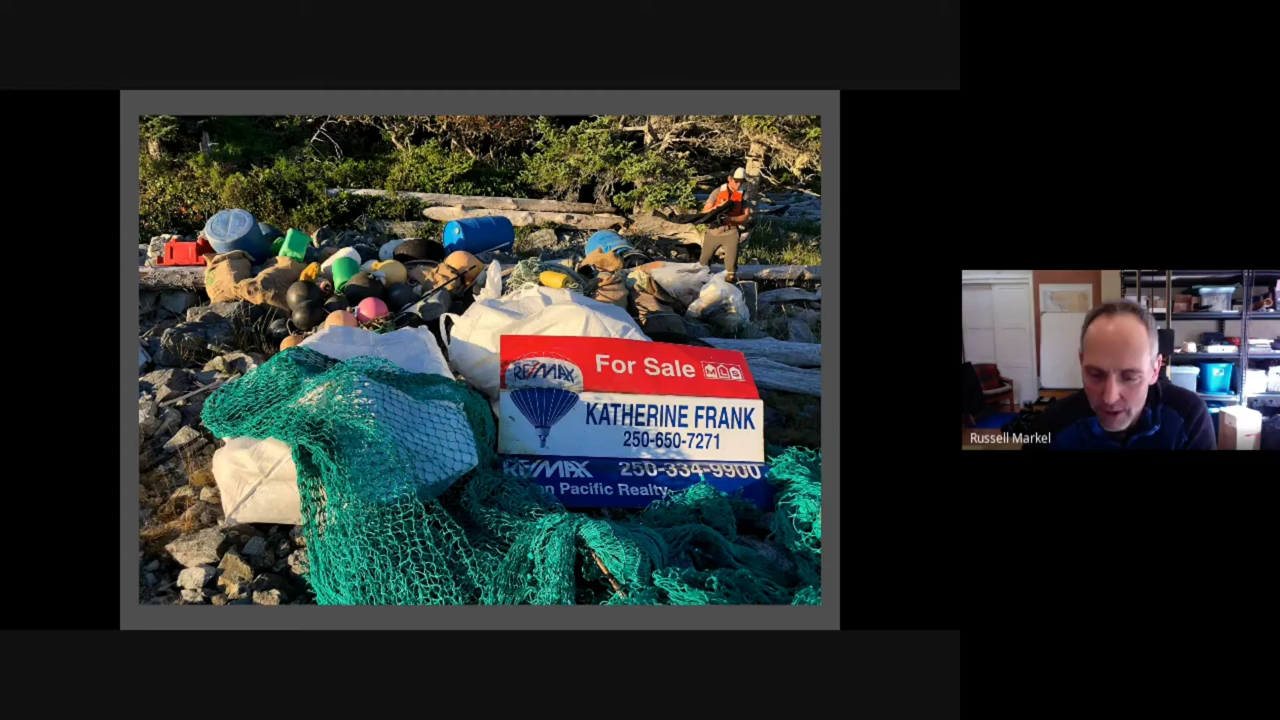 For Sale MLS
RE/MAX
KATHERINE FRANK
250-650-7271
RE/MAX 250-334-9900
Pacific Realty
Russell Markel